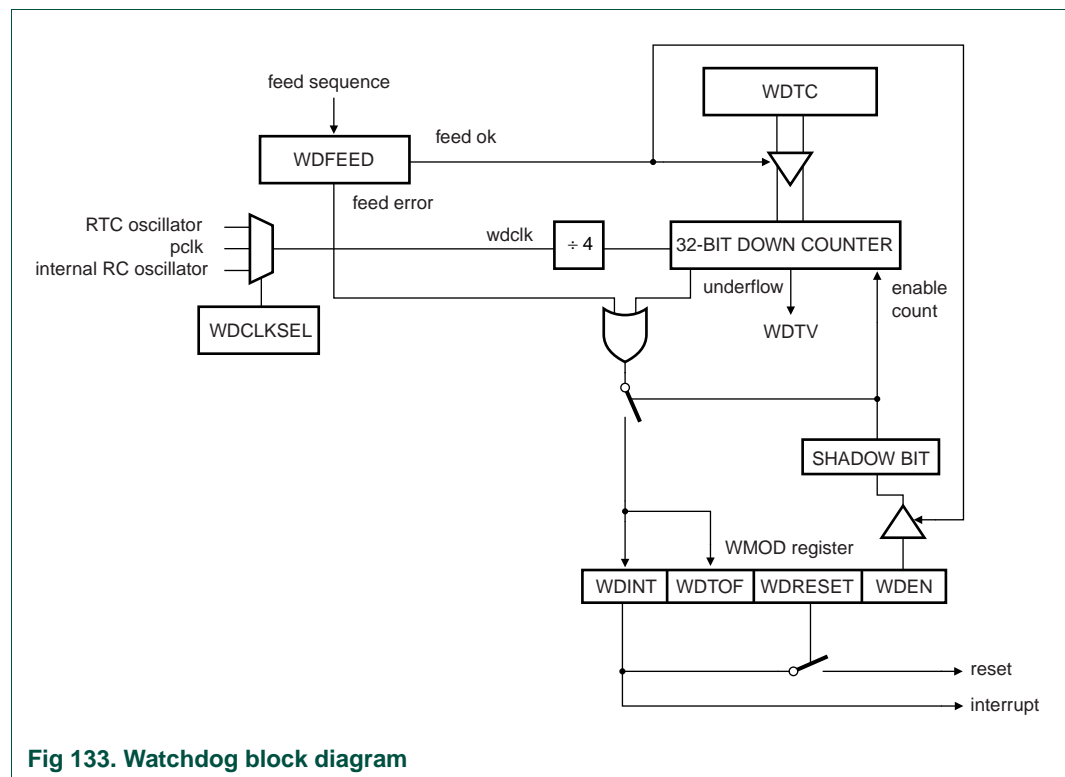 feed sequence
WDTC
feed ok
WDFEED
feed error
RTC oscillator
pclk
internal RC oscillator
wdclk
÷ 4
32-BIT DOWN COUNTER
underflow
enable
count
WDCLKSEL
WDTV
SHADOW BIT
WMOD register
WDINT
WDTOF
WDRESET
WDEN
reset
interrupt
Fig 133. Watchdog block diagram